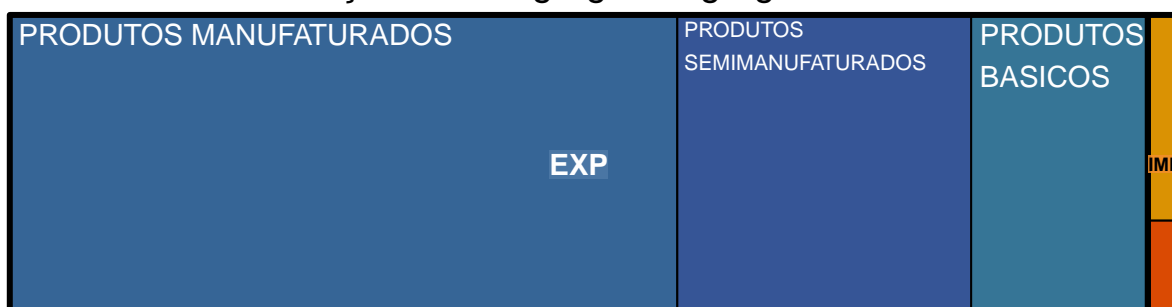 PRODUTOS MANUFATURADOS
PRODUTOS
SEMIMANUFATURADOS
PRODUTOS
BASICOS
EXP